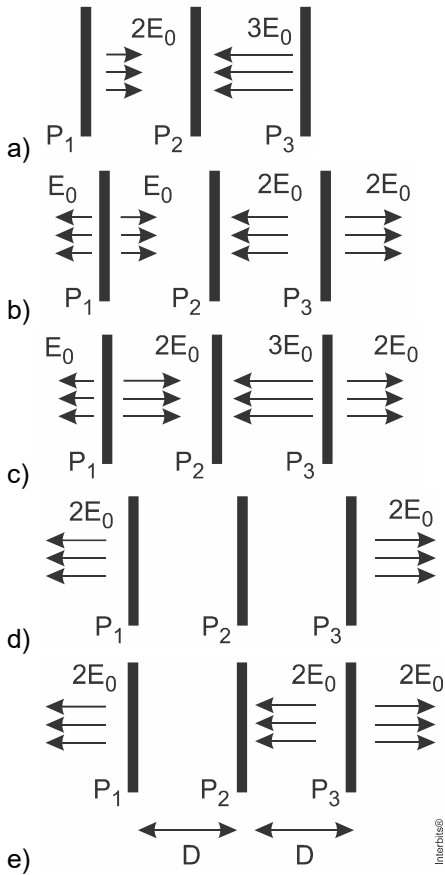 2E₀ 3E₀
P₁ P₂ P₃
a)
E₀ E₀ 2E₀ 2E₀
P₁ P₂ P₃
b)
E₀ 2E₀ 3E₀ 2E₀
P₁ P₂ P₃
c)
2E₀ 2E₀
P₁ P₂ P₃
d)
2E₀ 2E₀ 2E₀
P₁ P₂ P₃
D D
e)
Interbits®